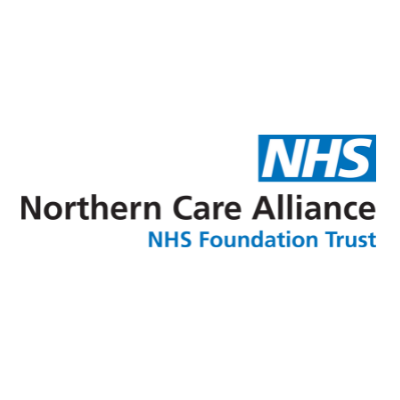 NHS
Northern Care Alliance
NHS Foundation Trust